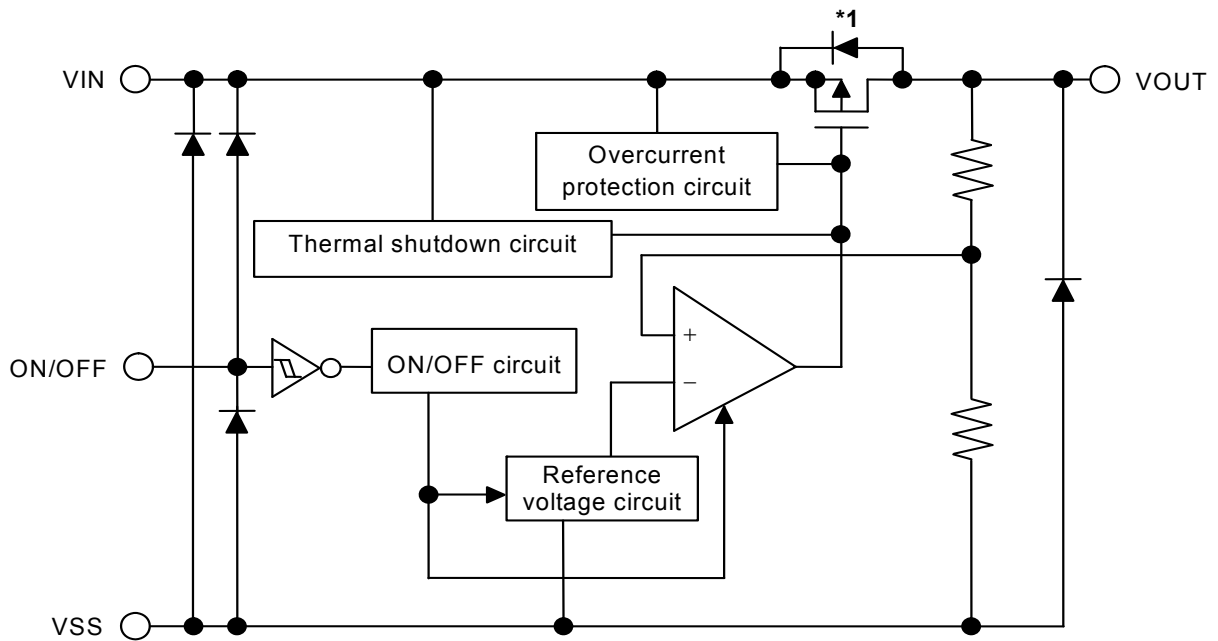 *1
VIN
VOUT
Overcurrent
protection circuit
Thermal shutdown circuit
+
−
ON/OFF
ON/OFF circuit
Reference
voltage circuit
VSS